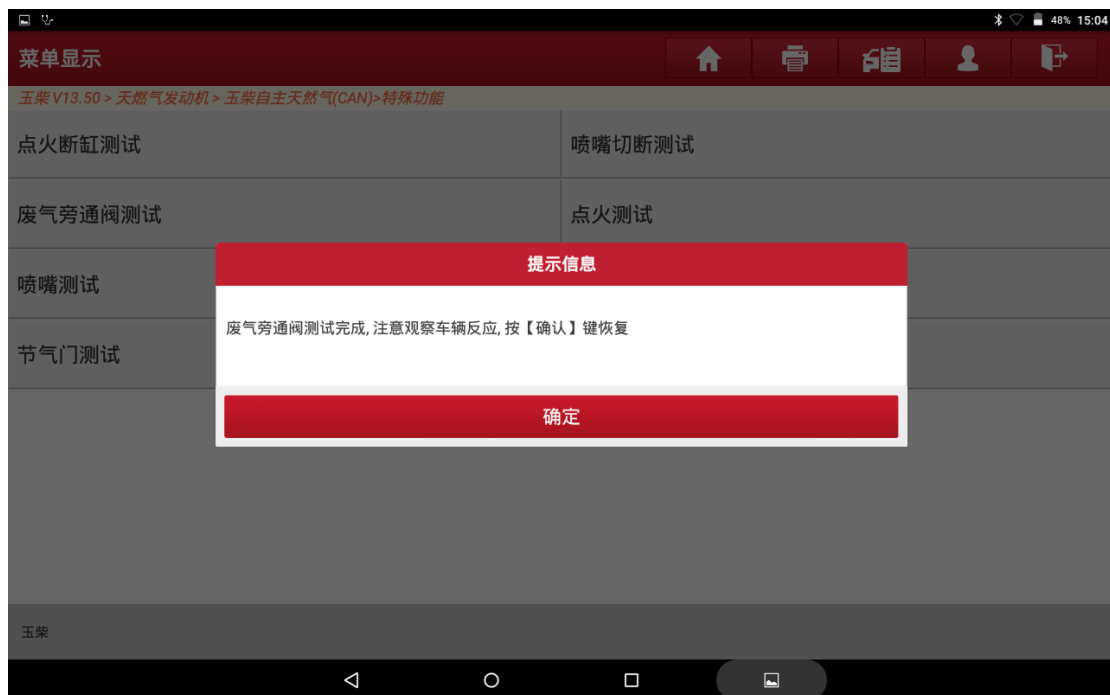 48% 15:04
菜单显示
玉柴 V13.50 > 天燃气发动机 > 玉柴自主天然气(CAN)>特殊功能
点火断缸测试
喷嘴切断测试
废气旁通阀测试
点火测试
喷嘴测试
节气门测试
提示信息
废气旁通阀测试完成, 注意观察车辆反应, 按【确认】键恢复
确定
玉柴